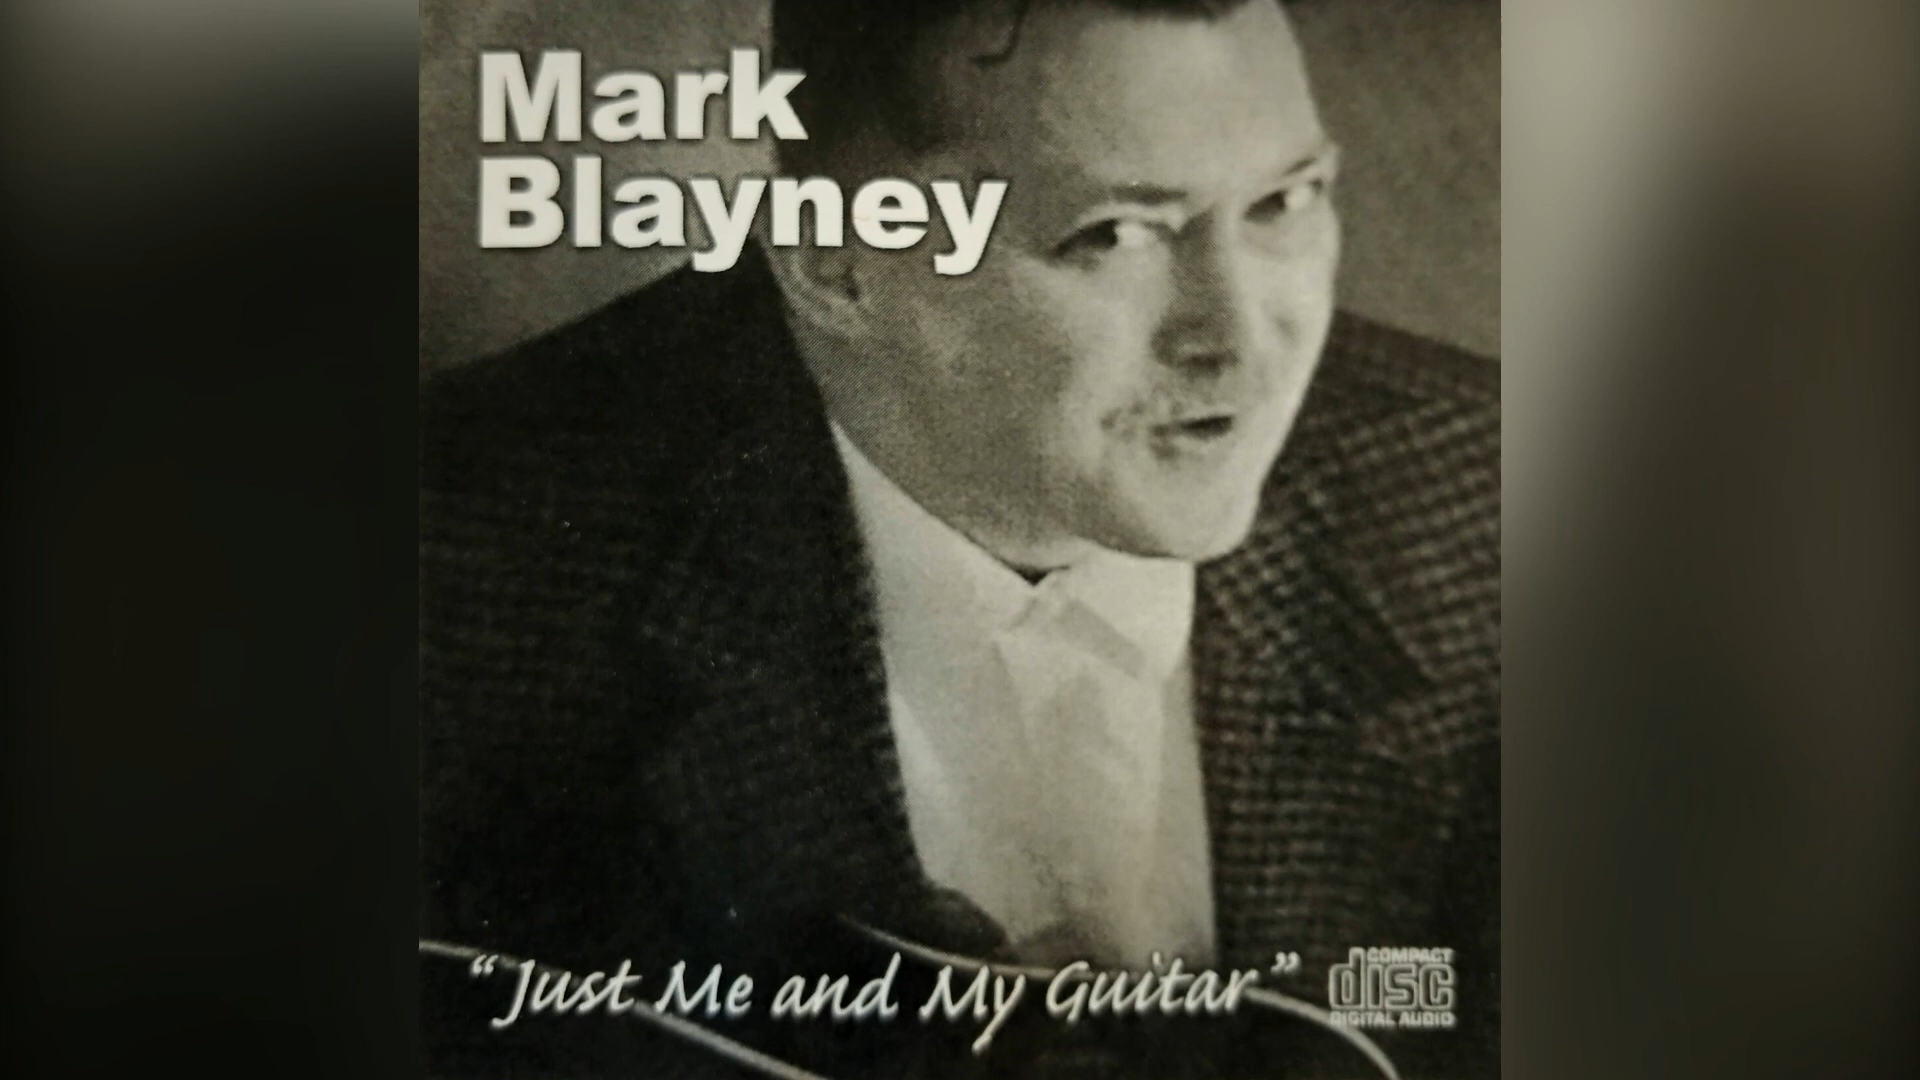 Mark
Blayney
“Just Me and My Guitar”
COMPACT
disc
DIGITAL AUDIO